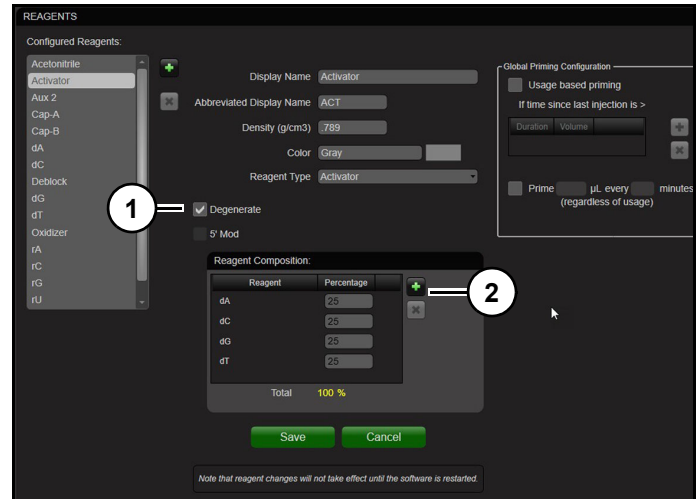 REAGENTS
Configured Reagents:
Acetonitrile
Activator
Aux 2
Cap-A
Cap-B
dA
dC
Deblock
dG
dT
Oxidizer
rA
rC
rG
rU
Display Name Activator
Abbreviated Display Name ACT
Density (g/cm3) .789
Color Gray
Reagent Type Activator
1
Degenerate
5' Mod
Reagent Composition:
Reagent Percentage
dA 25
dC 25
dG 25
dT 25
Total 100 %
2
Save Cancel
Note that reagent changes will not take effect until the software is restarted.
Global Priming Configuration
Usage based priming
If time since last injection is >
Duration Volume
Prime µL every minutes
(regardless of usage)